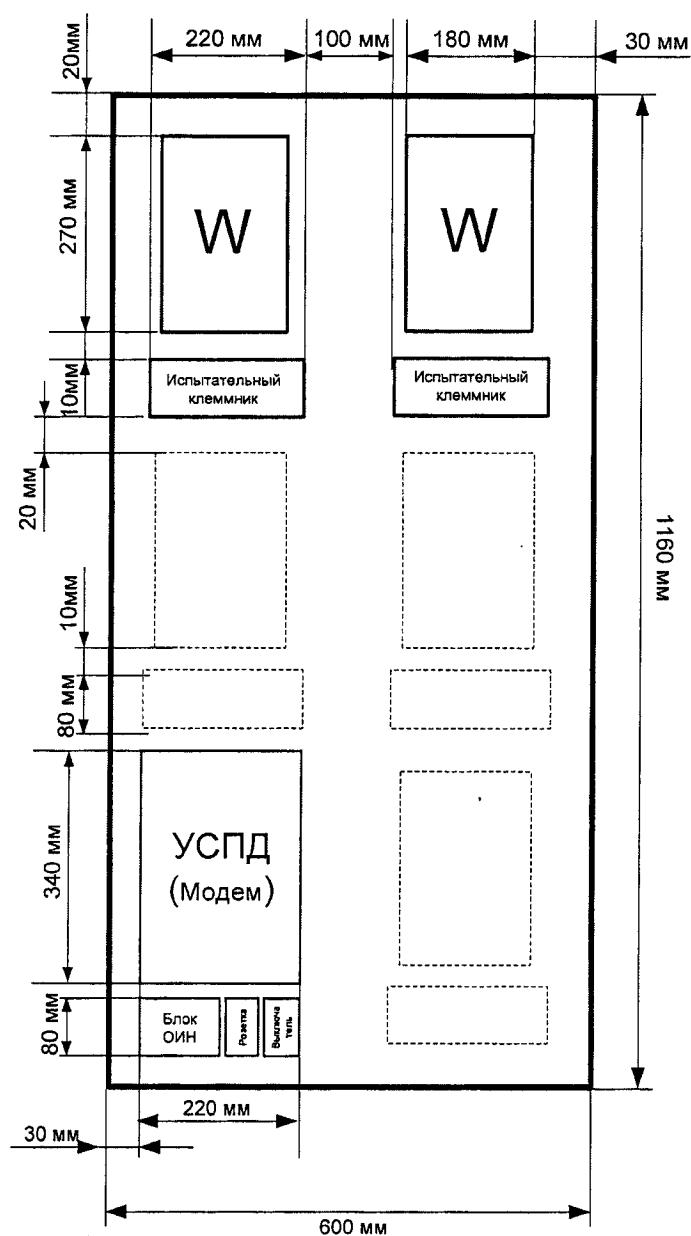 220 мм
100 мм
180 мм
30 мм
20мм
270 мм
W
W
10мм
Испытательный
клеммник
Испытательный
клеммник
20 мм
1160 мм
10мм
80 мм
340 мм
УСПД
(Модем)
80 мм
Блок
ОИН
Розетка
Выключа
тель
220 мм
30 мм
600 мм